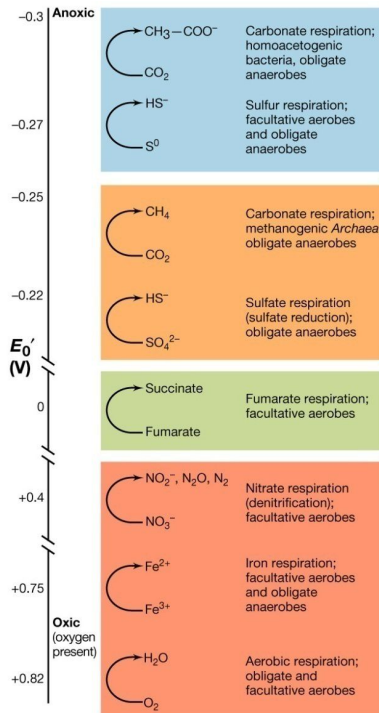 −0.3
Anoxic
CH3—COO−
CO2
Carbonate respiration;
homoacetogenic
bacteria, obligate
anaerobes
−0.27
HS−
S0
Sulfur respiration;
facultative aerobes
and obligate
anaerobes
−0.25
CH4
CO2
Carbonate respiration;
methanogenic Archaea
obligate anaerobes
−0.22
HS−
SO4 2−
Sulfate respiration
(sulfate reduction);
obligate anaerobes
E0′
(V)
0
Succinate
Fumarate
Fumarate respiration;
facultative aerobes
+0.4
NO2−, N2O, N2
NO3−
Nitrate respiration
(denitrification);
facultative aerobes
+0.75
Fe2+
Fe3+
Iron respiration;
facultative aerobes
and obligate
anaerobes
Oxic
(oxygen
present)
+0.82
H2O
O2
Aerobic respiration;
obligate and
facultative aerobes